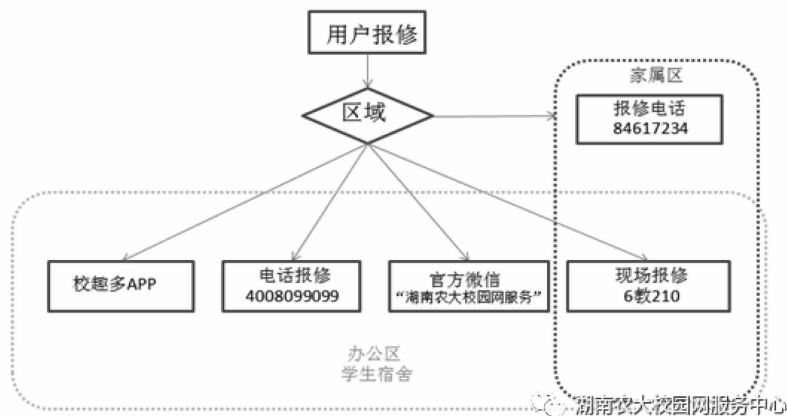 用户报修
家属区
区域
报修电话
84617234
校趣多APP
电话报修
4008099099
官方微信
“湖南农大校园网服务”
现场报修
6教210
办公区
学生宿舍
湖南农大校园网服务中心